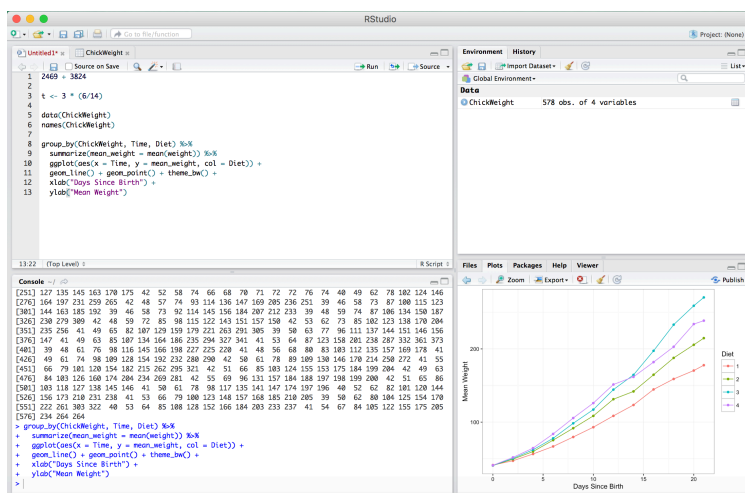 RStudio
Go to file/function
Project: (None)
Untitled1* ×
ChickWeight ×
Source on Save
Run
Source
1 2469 + 3824
2
3 t <- 3 * (6/14)
4
5 data(ChickWeight)
6 names(ChickWeight)
7
8 group_by(ChickWeight, Time, Diet) %>%
9 summarize(mean_weight = mean(weight)) %>%
10 ggplot(aes(x = Time, y = mean_weight, col = Diet)) +
11 geom_line() + geom_point() + theme_bw() +
12 xlab("Days Since Birth") +
13 ylab("Mean Weight")
13:22 (Top Level) R Script
Console ~/
[251] 127 135 145 163 170 175 42 52 58 74 66 68 70 71 72 72 76 74 40 49 62 78 102 124 146
[276] 164 197 231 259 265 42 48 57 74 93 114 136 147 169 205 236 251 39 46 58 73 87 100 115 123
[301] 144 163 185 192 39 46 58 73 92 114 145 156 184 207 212 233 39 48 59 74 87 106 134 150 187
[326] 230 279 309 42 48 59 72 85 98 115 122 143 151 157 150 42 53 62 73 85 102 123 138 170 204
[351] 235 256 41 49 65 82 107 129 159 179 221 263 291 305 39 50 63 77 96 111 137 144 151 146 156
[376] 147 41 49 63 85 107 134 164 186 235 294 327 341 41 53 64 87 123 158 201 238 287 332 361 373
[401] 39 48 61 76 98 116 145 166 198 227 225 220 41 48 56 68 80 83 103 112 135 157 169 178 41
[426] 49 61 74 98 109 128 154 192 232 280 290 42 50 61 78 89 109 130 146 170 214 250 272 41 55
[451] 66 79 101 120 154 182 215 262 295 321 42 51 66 85 103 124 155 153 175 184 199 204 42 49 63
[476] 84 103 126 160 174 204 234 269 281 42 55 69 96 131 157 184 188 197 198 199 200 42 51 65 86
[501] 103 118 127 138 145 146 41 50 61 78 98 117 135 141 147 174 197 196 40 52 62 82 101 120 144
[526] 156 173 210 231 238 41 53 66 79 100 123 148 157 168 185 210 205 39 50 62 80 104 125 154 170
[551] 222 261 303 322 40 53 64 85 108 128 152 166 184 203 233 237 41 54 67 84 105 122 155 175 205
[576] 234 264 264
> group_by(ChickWeight, Time, Diet) %>%
+ summarize(mean_weight = mean(weight)) %>%
+ ggplot(aes(x = Time, y = mean_weight, col = Diet)) +
+ geom_line() + geom_point() + theme_bw() +
+ xlab("Days Since Birth") +
+ ylab("Mean Weight")
>
Environment History
Import Dataset
List
Global Environment
Data
ChickWeight 578 obs. of 4 variables
Files Plots Packages Help Viewer
Zoom Export Publish
200
100
0 5 10 15 20
Mean Weight
Days Since Birth
Diet
1
2
3
4